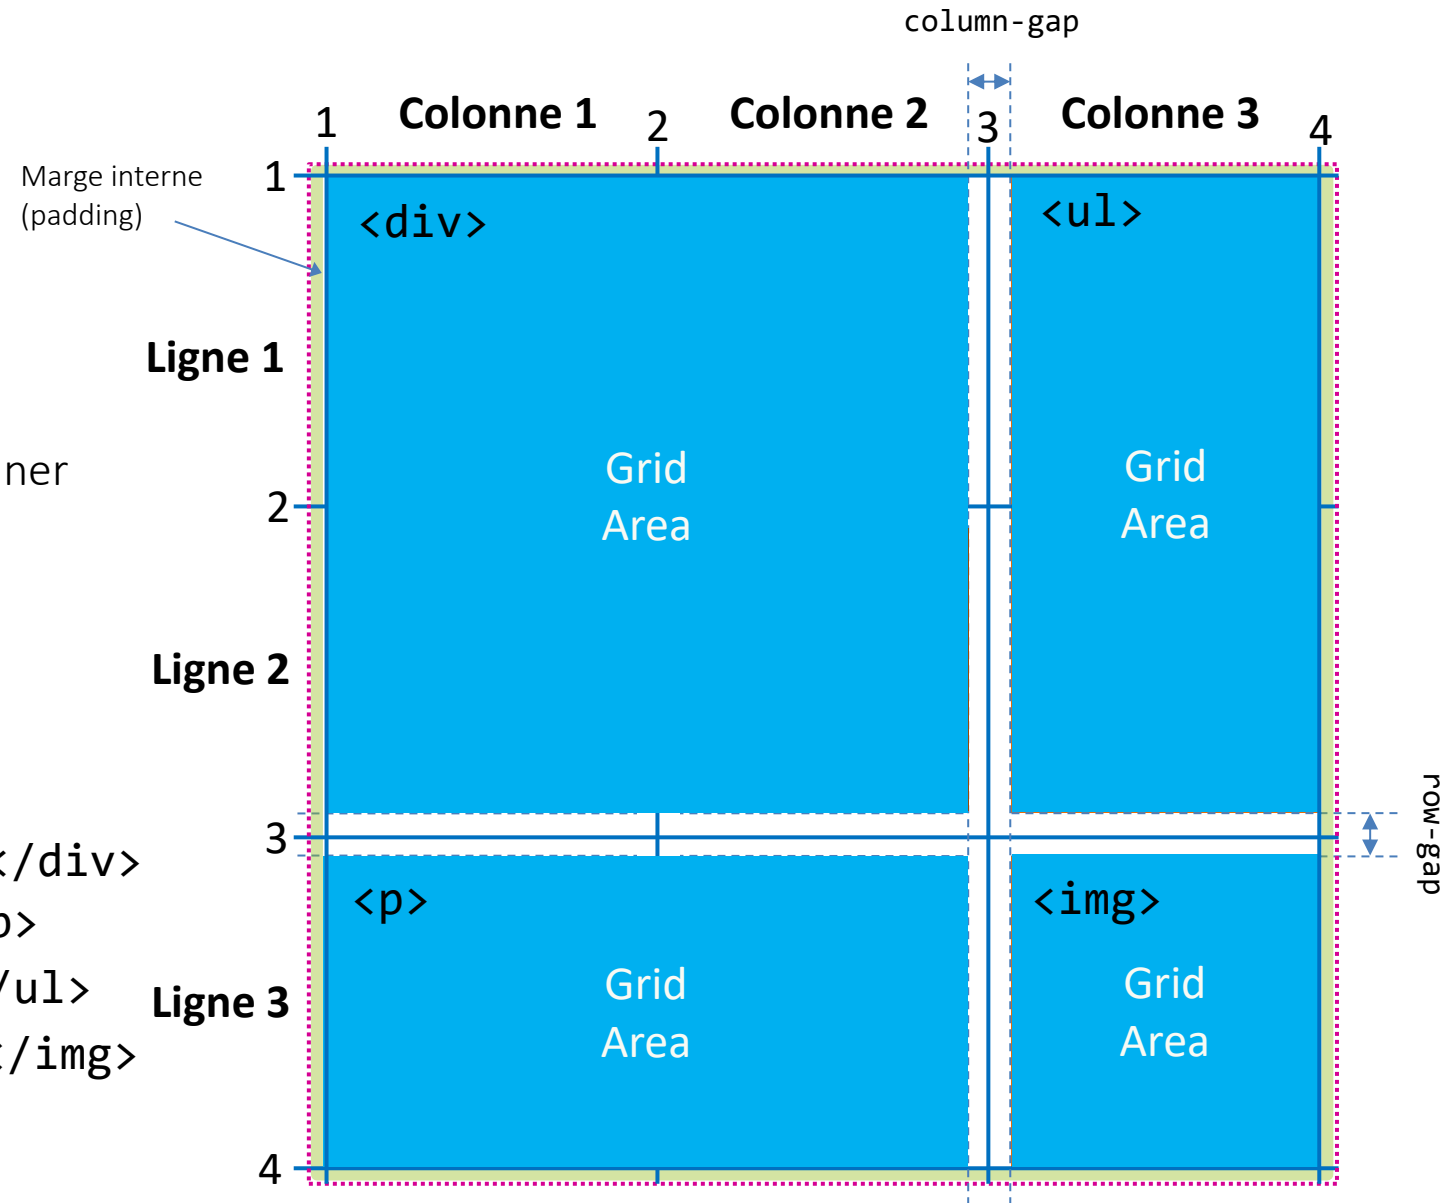 column-gap
Colonne 1 Colonne 2 Colonne 3
1 2 3 4
Marge interne
(padding)
1
<div> <ul>
Ligne 1
ner
Grid Grid
Area Area
2
Ligne 2
row-gap
3
</div>
<p> <img>
p>
/ul>
Ligne 3
Grid Grid
Area Area
</img>
4